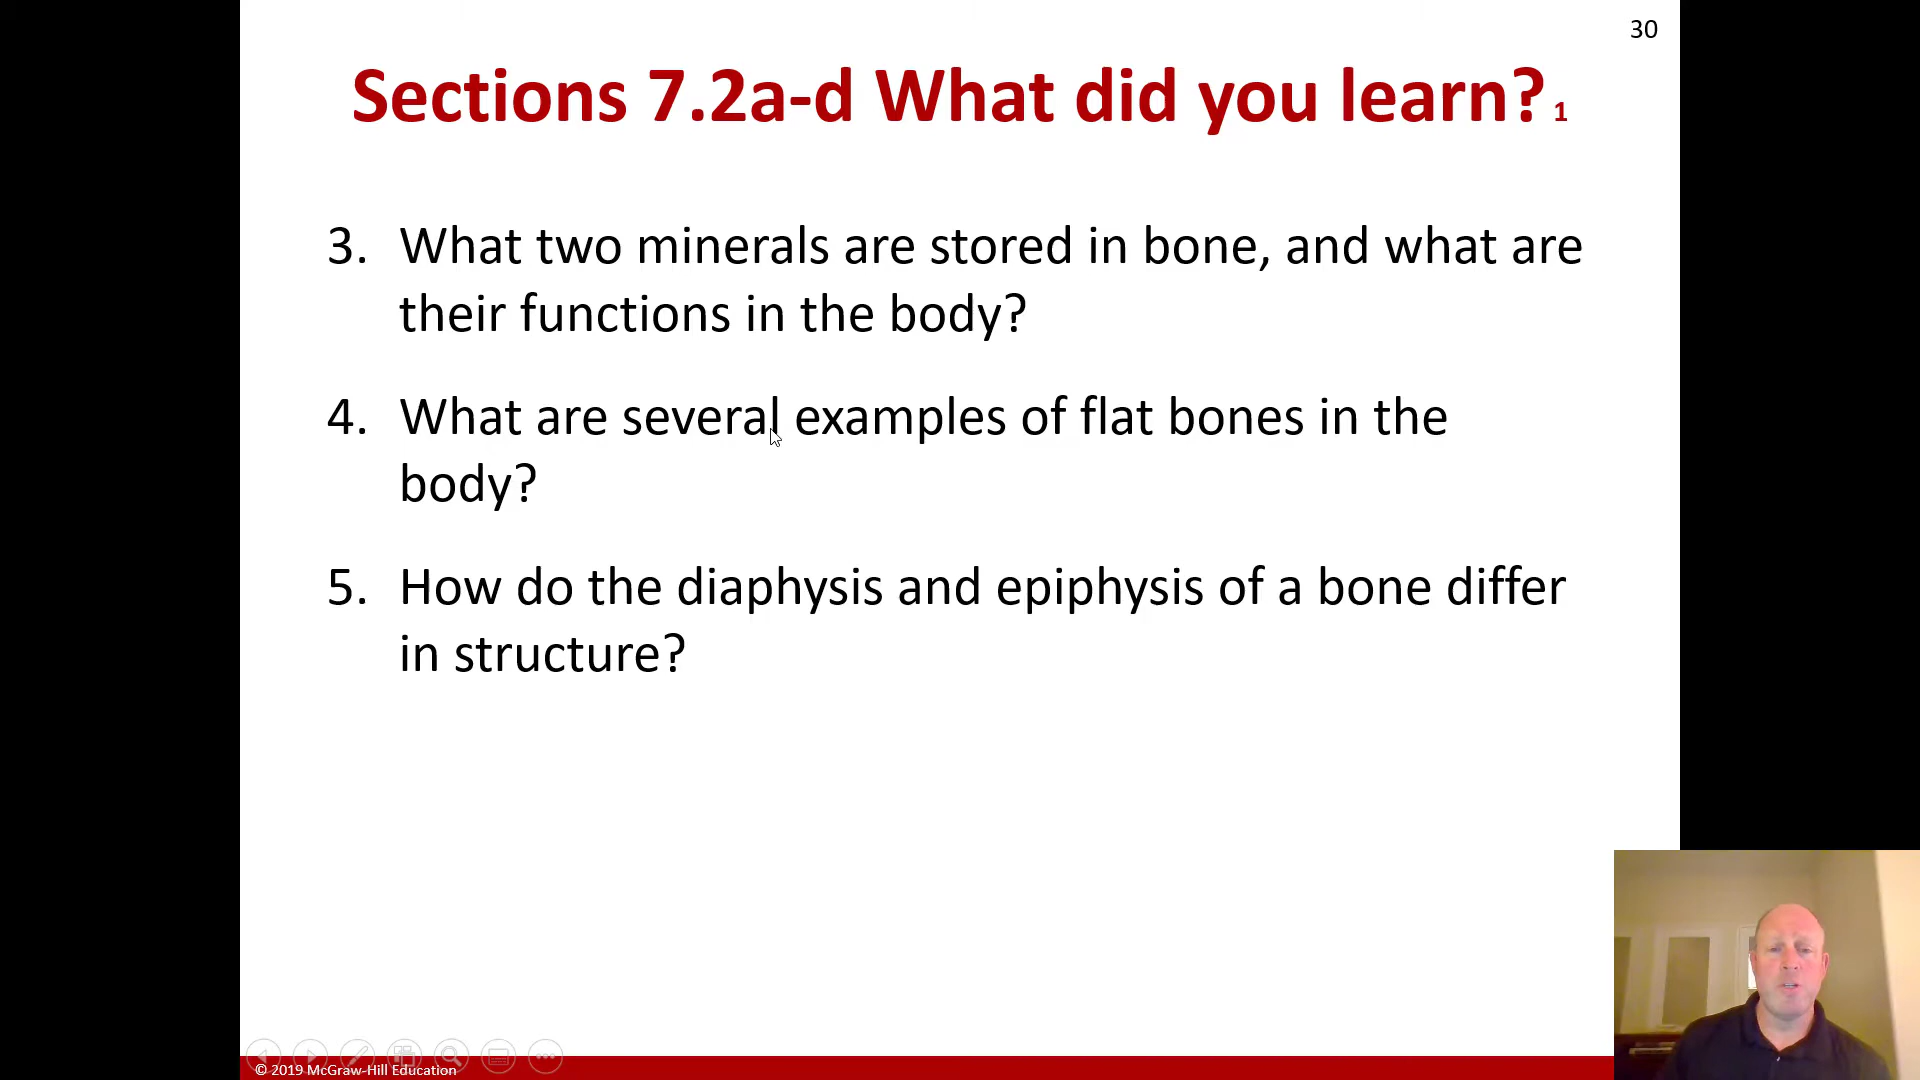 30
Sections 7.2a-d What did you learn? 1
3. What two minerals are stored in bone, and what are
their functions in the body?
4. What are several examples of flat bones in the
body?
5. How do the diaphysis and epiphysis of a bone differ
in structure?
© 2019 McGraw-Hill Education